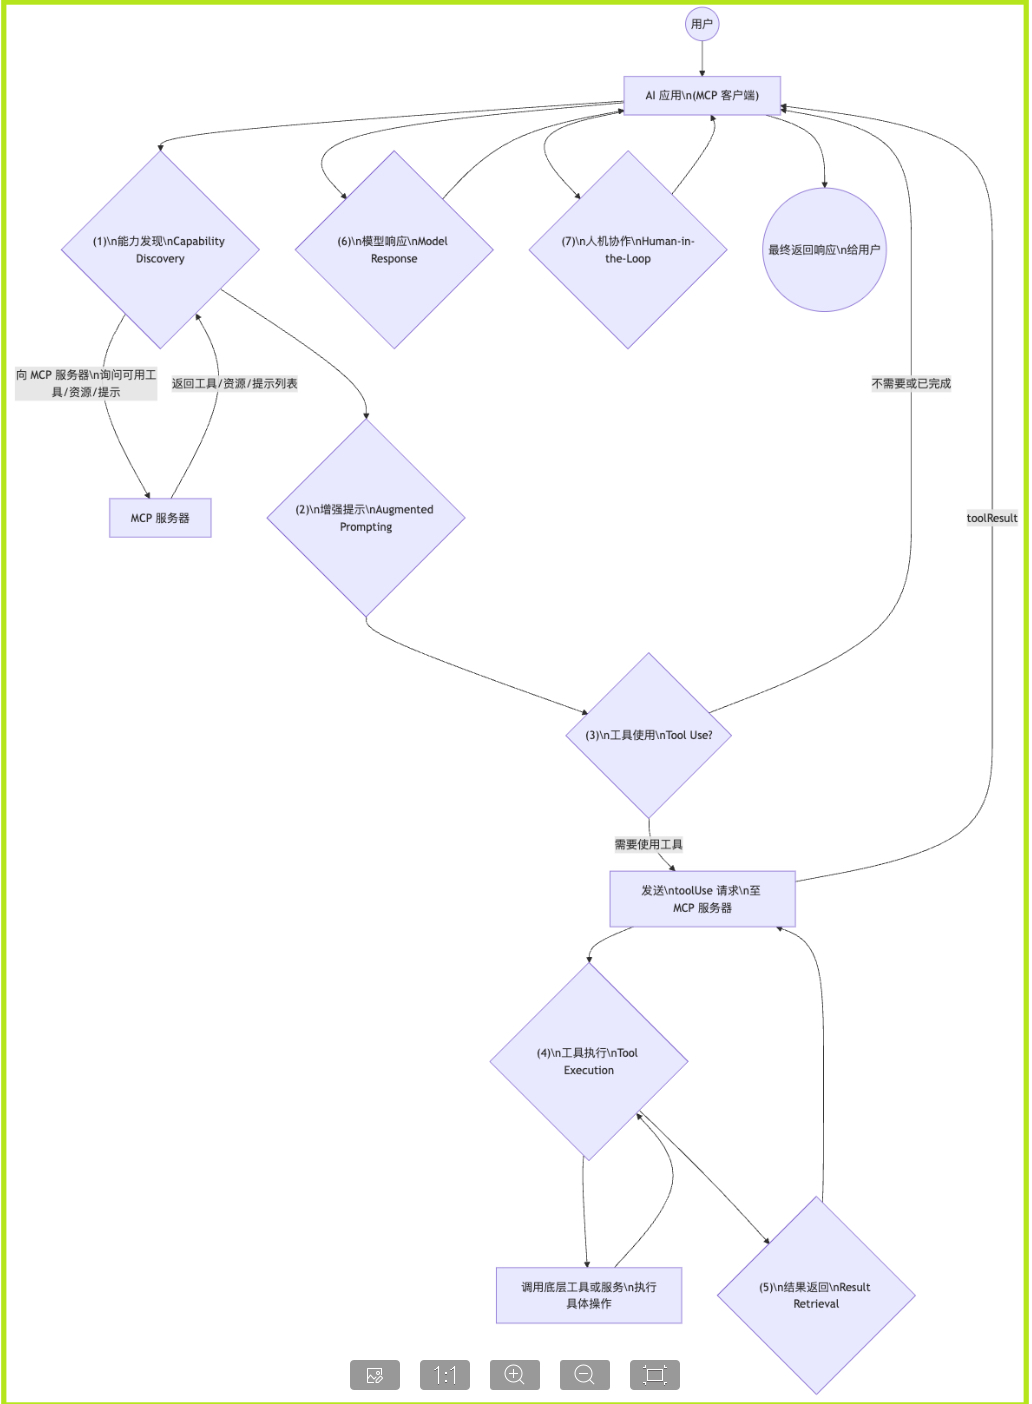 用户
AI 应用\n(MCP 客户端)
(1)\n能力发现\nCapability
Discovery
(6)\n模型响应\nModel
Response
(7)\n人机协作\nHuman-in-
the-Loop
最终返回响应\n给用户
向 MCP 服务器\n询问可用工
具/资源/提示
返回工具/资源/提示列表
不需要或已完成
MCP 服务器
(2)\n增强提示\nAugmented
Prompting
toolResult
(3)\n工具使用\nTool Use?
需要使用工具
发送\ntoolUse 请求\n至
MCP 服务器
(4)\n工具执行\nTool
Execution
调用底层工具或服务\n执行
具体操作
(5)\n结果返回\nResult
Retrieval
1:1